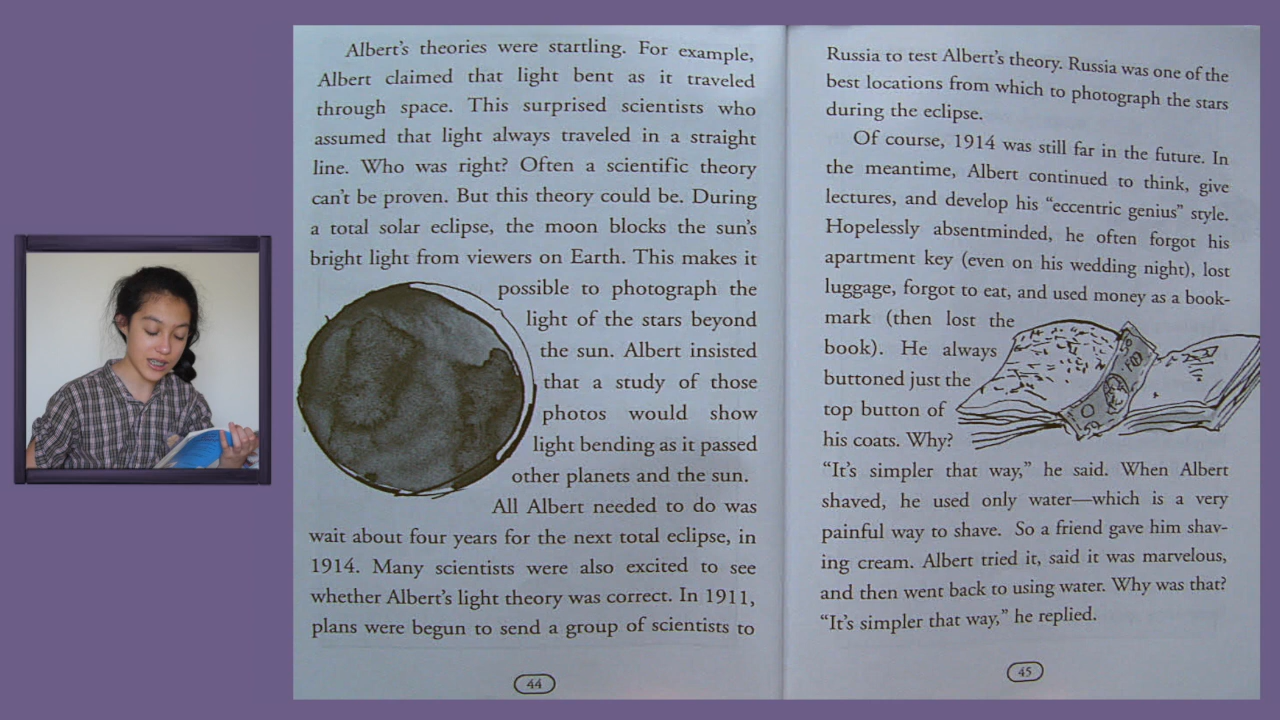 Albert's theories were startling. For example,
Albert claimed that light bent as it traveled
through space. This surprised scientists who
assumed that light always traveled in a straight
line. Who was right? Often a scientific theory
can't be proven. But this theory could be. During
a total solar eclipse, the moon blocks the sun's
bright light from viewers on Earth. This makes it
possible to photograph the
light of the stars beyond
the sun. Albert insisted
that a study of those
photos would show
light bending as it passed
other planets and the sun.
All Albert needed to do was
wait about four years for the next total eclipse, in
1914. Many scientists were also excited to see
whether Albert's light theory was correct. In 1911,
plans were begun to send a group of scientists to
44
Russia to test Albert's theory. Russia was one of the
best locations from which to photograph the stars
during the eclipse.
Of course, 1914 was still far in the future. In
the meantime, Albert continued to think, give
lectures, and develop his "eccentric genius" style.
Hopelessly absentminded, he often forgot his
apartment key (even on his wedding night), lost
luggage, forgot to eat, and used money as a book-
mark (then lost the
book). He always
buttoned just the
top button of
his coats. Why?
"It's simpler that way," he said. When Albert
shaved, he used only water—which is a very
painful way to shave. So a friend gave him shav-
ing cream. Albert tried it, said it was marvelous,
and then went back to using water. Why was that?
"It's simpler that way," he replied.
45